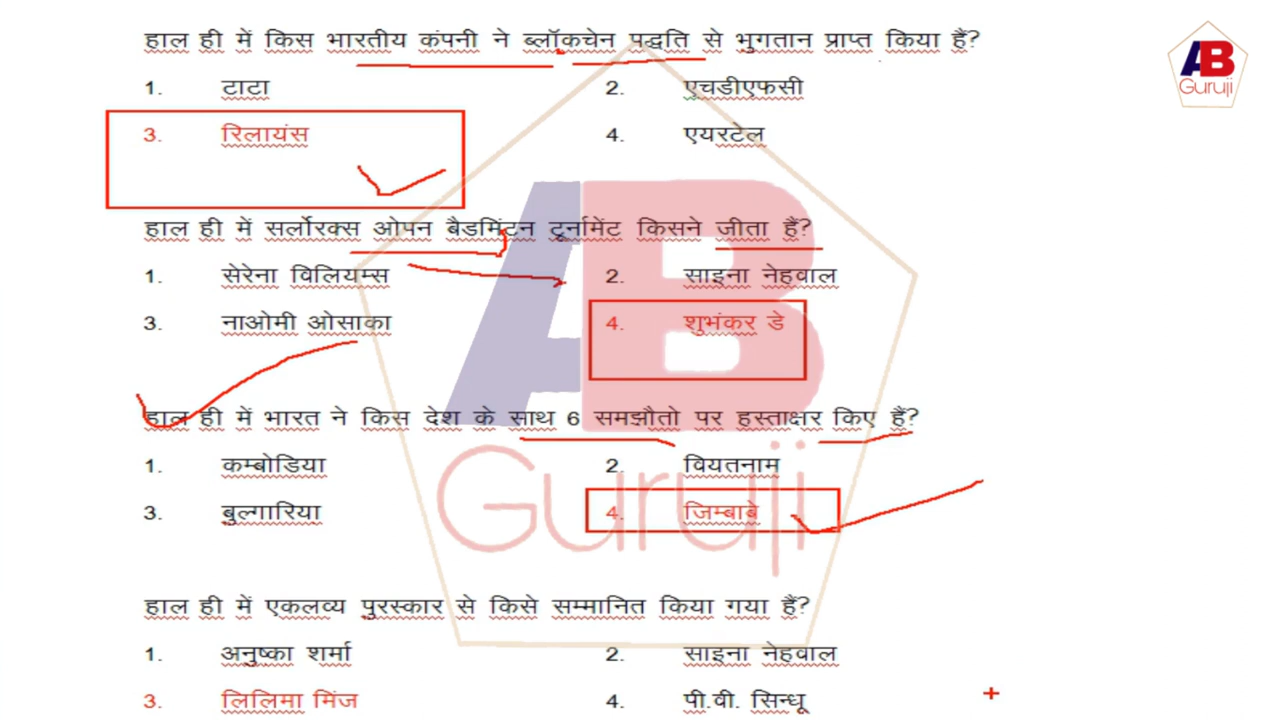 हाल ही में किस भारतीय कंपनी ने ब्लॉकचेन पद्धति से भुगतान प्राप्त किया हैं?
1. टाटा 2. एचडीएफसी
3. रिलायंस 4. एयरटेल
हाल ही में सर्लोरक्स ओपन बैडमिंटन टूर्नामेंट किसने जीता हैं?
1. सेरेना विलियम्स 2. साइना नेहवाल
3. नाओमी ओसाका 4. शुभंकर डे
हाल ही में भारत ने किस देश के साथ 6 समझौतो पर हस्ताक्षर किए हैं?
1. कम्बोडिया 2. वियतनाम
3. बुल्गारिया 4. जिम्बाबे
हाल ही में एकलव्य पुरस्कार से किसे सम्मानित किया गया हैं?
1. अनुष्का शर्मा 2. साइना नेहवाल
3. लिलिमा मिंज 4. पी.वी. सिन्धू
AB
Guruji
AB
Guruji